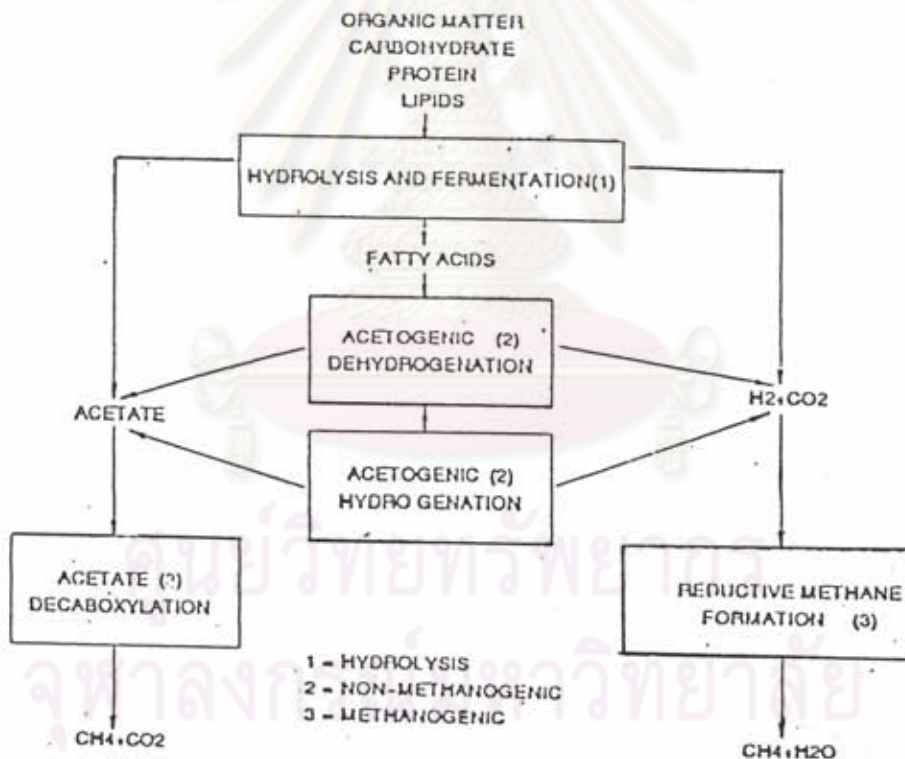 ORGANIC MATTER
CARBOHYDRATE
PROTEIN
LIPIDS
HYDROLYSIS AND FERMENTATION(1)
FATTY ACIDS
ACETOGENIC (2)
DEHYDROGENATION
ACETATE
H2+CO2
ACETOGENIC (2)
HYDRO GENATION
ACETATE
DECABOXYLATION
REDUCTIVE METHANE
FORMATION (3)
1 = HYDROLYSIS
2 = NON-METHANOGENIC
3 = METHANOGENIC
CH4+CO2
CH4+H2O
ศูนย์วิทยทรัพยากร
จุฬาลงกรณ์มหาวิทยาลัย